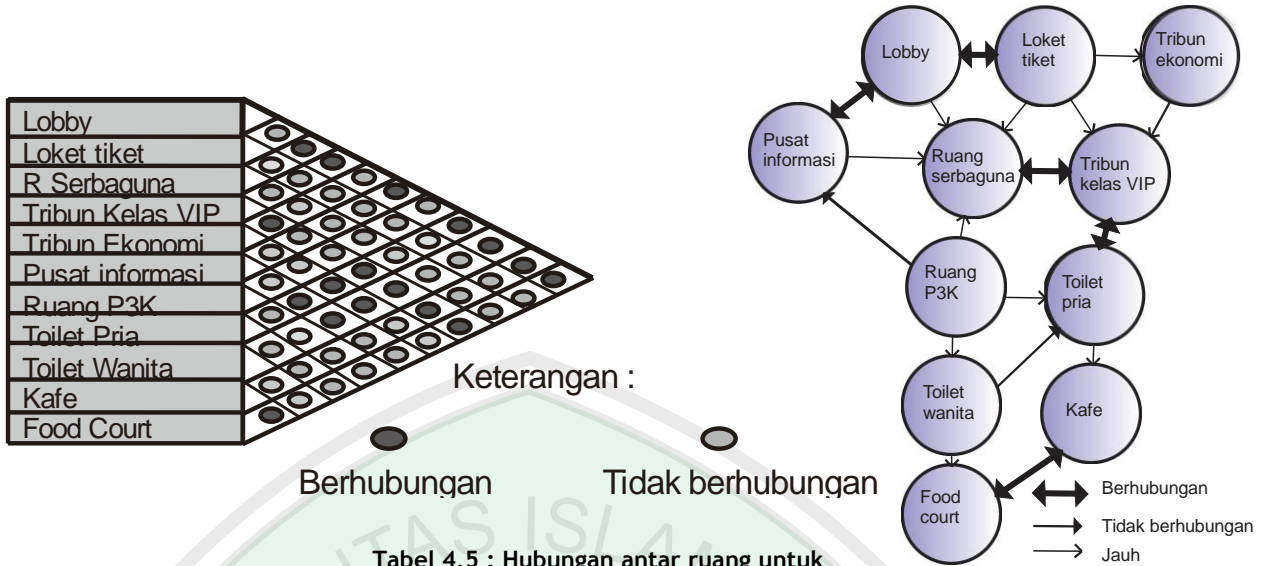 Lobby
Loket tiket
R Serbaguna
Tribun Kelas VIP
Tribun Ekonomi
Pusat informasi
Ruang P3K
Toilet Pria
Toilet Wanita
Kafe
Food Court
Keterangan :
Berhubungan
Tidak berhubungan
Tabel 4.5 : Hubungan antar ruang untuk
Lobby
Loket
tiket
Tribun
ekonomi
Pusat
informasi
Ruang
serbaguna
Tribun
kelas VIP
Ruang
P3K
Toilet
pria
Toilet
wanita
Kafe
Food
court
Berhubungan
Tidak berhubungan
Jauh